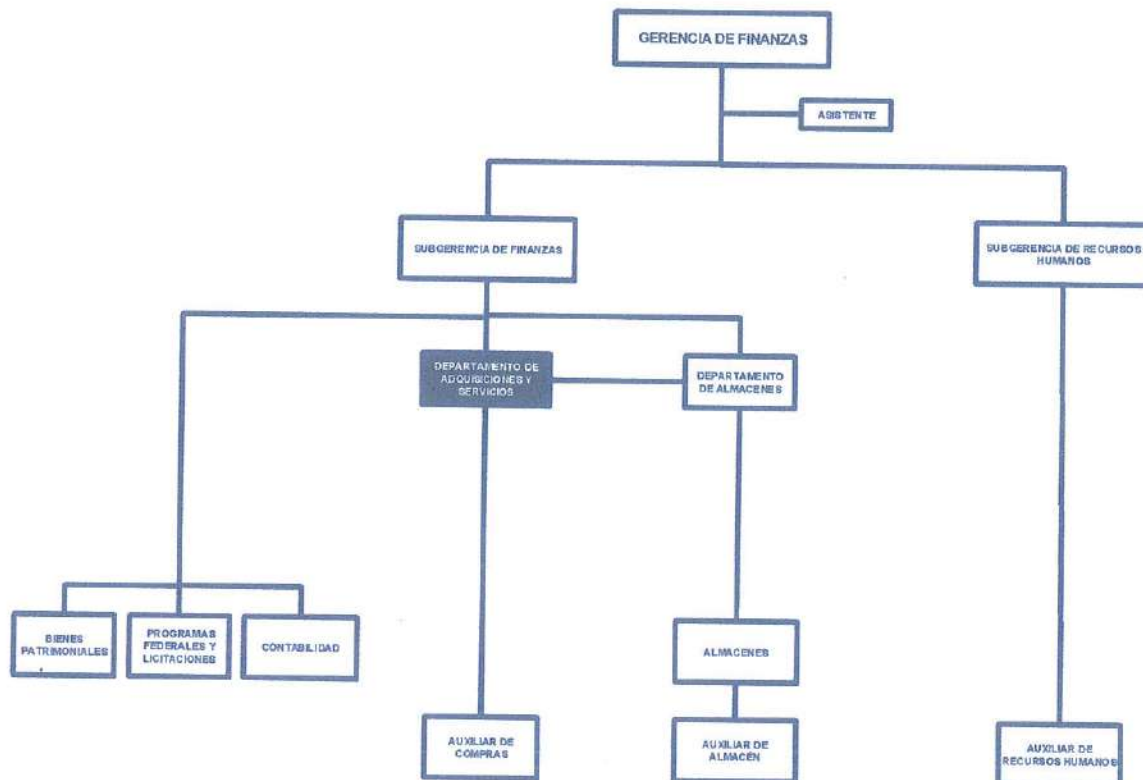 GERENCIA DE FINANZAS
ASISTENTE
SUBGERENCIA DE FINANZAS
SUBGERENCIA DE RECURSOS
HUMANOS
DEPARTAMENTO DE
ADQUISICIONES Y
SERVICIOS
DEPARTAMENTO
DE ALMACENES
BIENES
PATRIMONIALES
PROGRAMAS
FEDERALES Y
LICITACIONES
CONTABILIDAD
ALMACENES
AUXILIAR DE
COMPRAS
AUXILIAR DE
ALMACÉN
AUXILIAR DE
RECURSOS HUMANOS